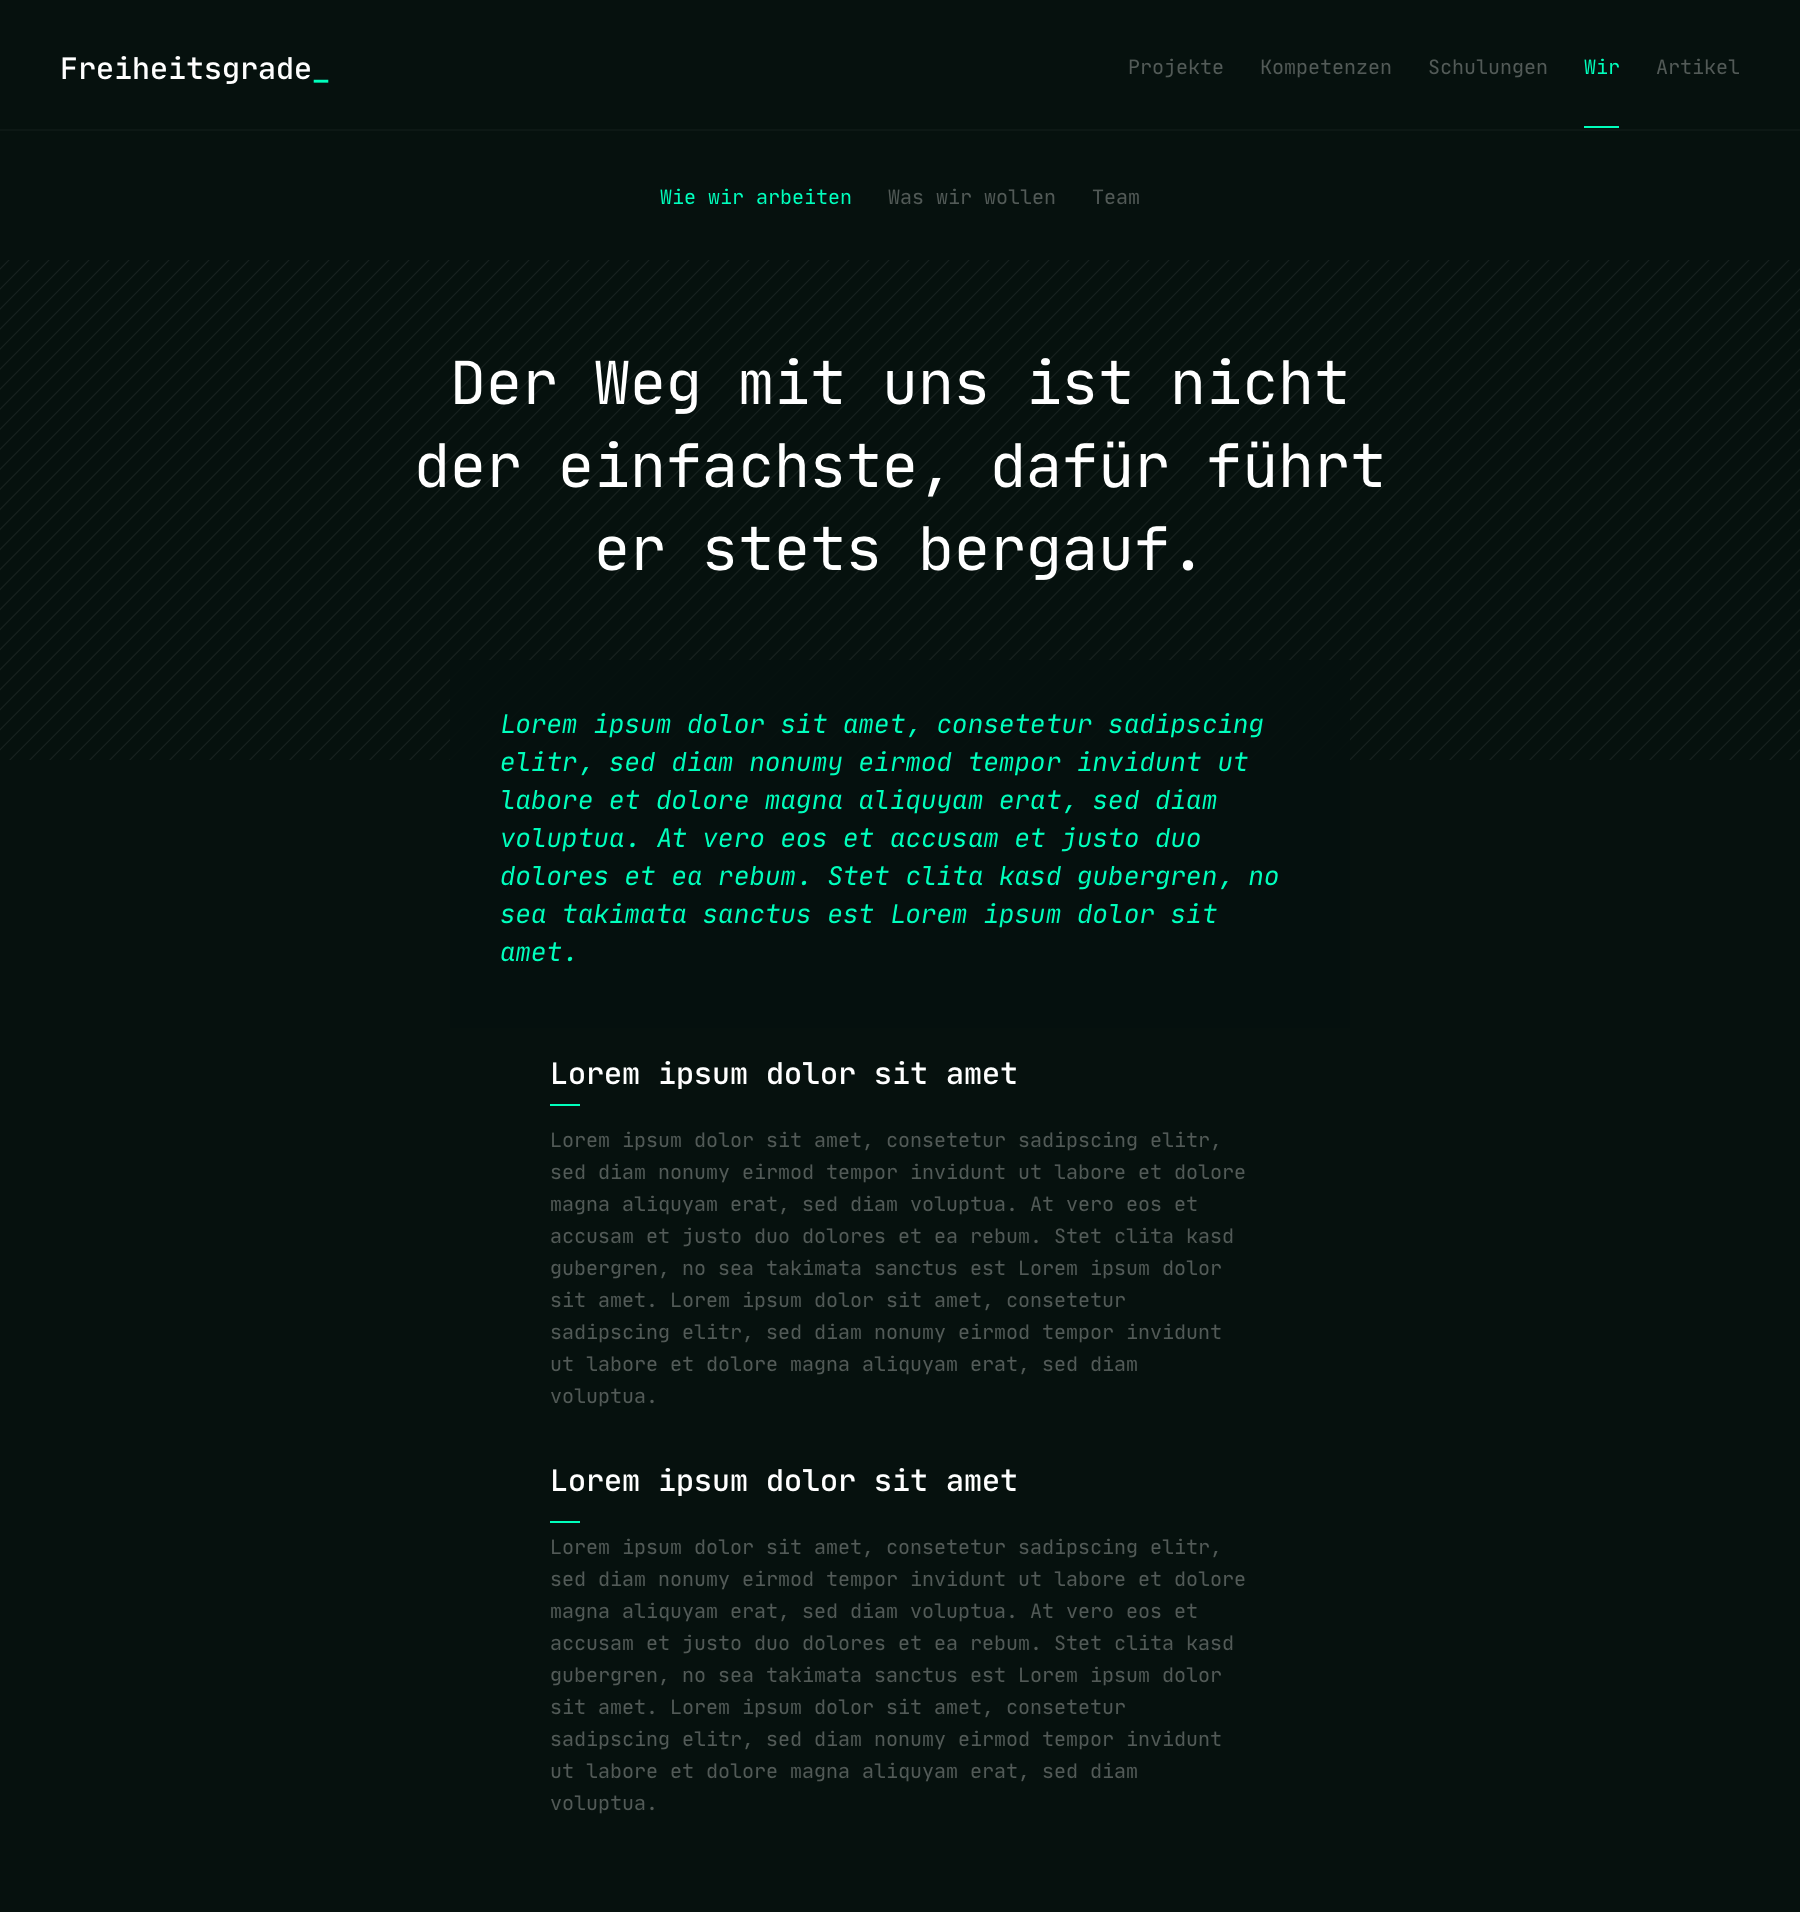 Freiheitsgrade_
Projekte Kompetenzen Schulungen Wir Artikel
Wie wir arbeiten Was wir wollen Team
Der Weg mit uns ist nicht
der einfachste, dafür führt
er stets bergauf.
Lorem ipsum dolor sit amet, consetetur sadipscing
elitr, sed diam nonumy eirmod tempor invidunt ut
labore et dolore magna aliquyam erat, sed diam
voluptua. At vero eos et accusam et justo duo
dolores et ea rebum. Stet clita kasd gubergren, no
sea takimata sanctus est Lorem ipsum dolor sit
amet.
Lorem ipsum dolor sit amet
Lorem ipsum dolor sit amet, consetetur sadipscing elitr,
sed diam nonumy eirmod tempor invidunt ut labore et dolore
magna aliquyam erat, sed diam voluptua. At vero eos et
accusam et justo duo dolores et ea rebum. Stet clita kasd
gubergren, no sea takimata sanctus est Lorem ipsum dolor
sit amet. Lorem ipsum dolor sit amet, consetetur
sadipscing elitr, sed diam nonumy eirmod tempor invidunt
ut labore et dolore magna aliquyam erat, sed diam
voluptua.
Lorem ipsum dolor sit amet
Lorem ipsum dolor sit amet, consetetur sadipscing elitr,
sed diam nonumy eirmod tempor invidunt ut labore et dolore
magna aliquyam erat, sed diam voluptua. At vero eos et
accusam et justo duo dolores et ea rebum. Stet clita kasd
gubergren, no sea takimata sanctus est Lorem ipsum dolor
sit amet. Lorem ipsum dolor sit amet, consetetur
sadipscing elitr, sed diam nonumy eirmod tempor invidunt
ut labore et dolore magna aliquyam erat, sed diam
voluptua.